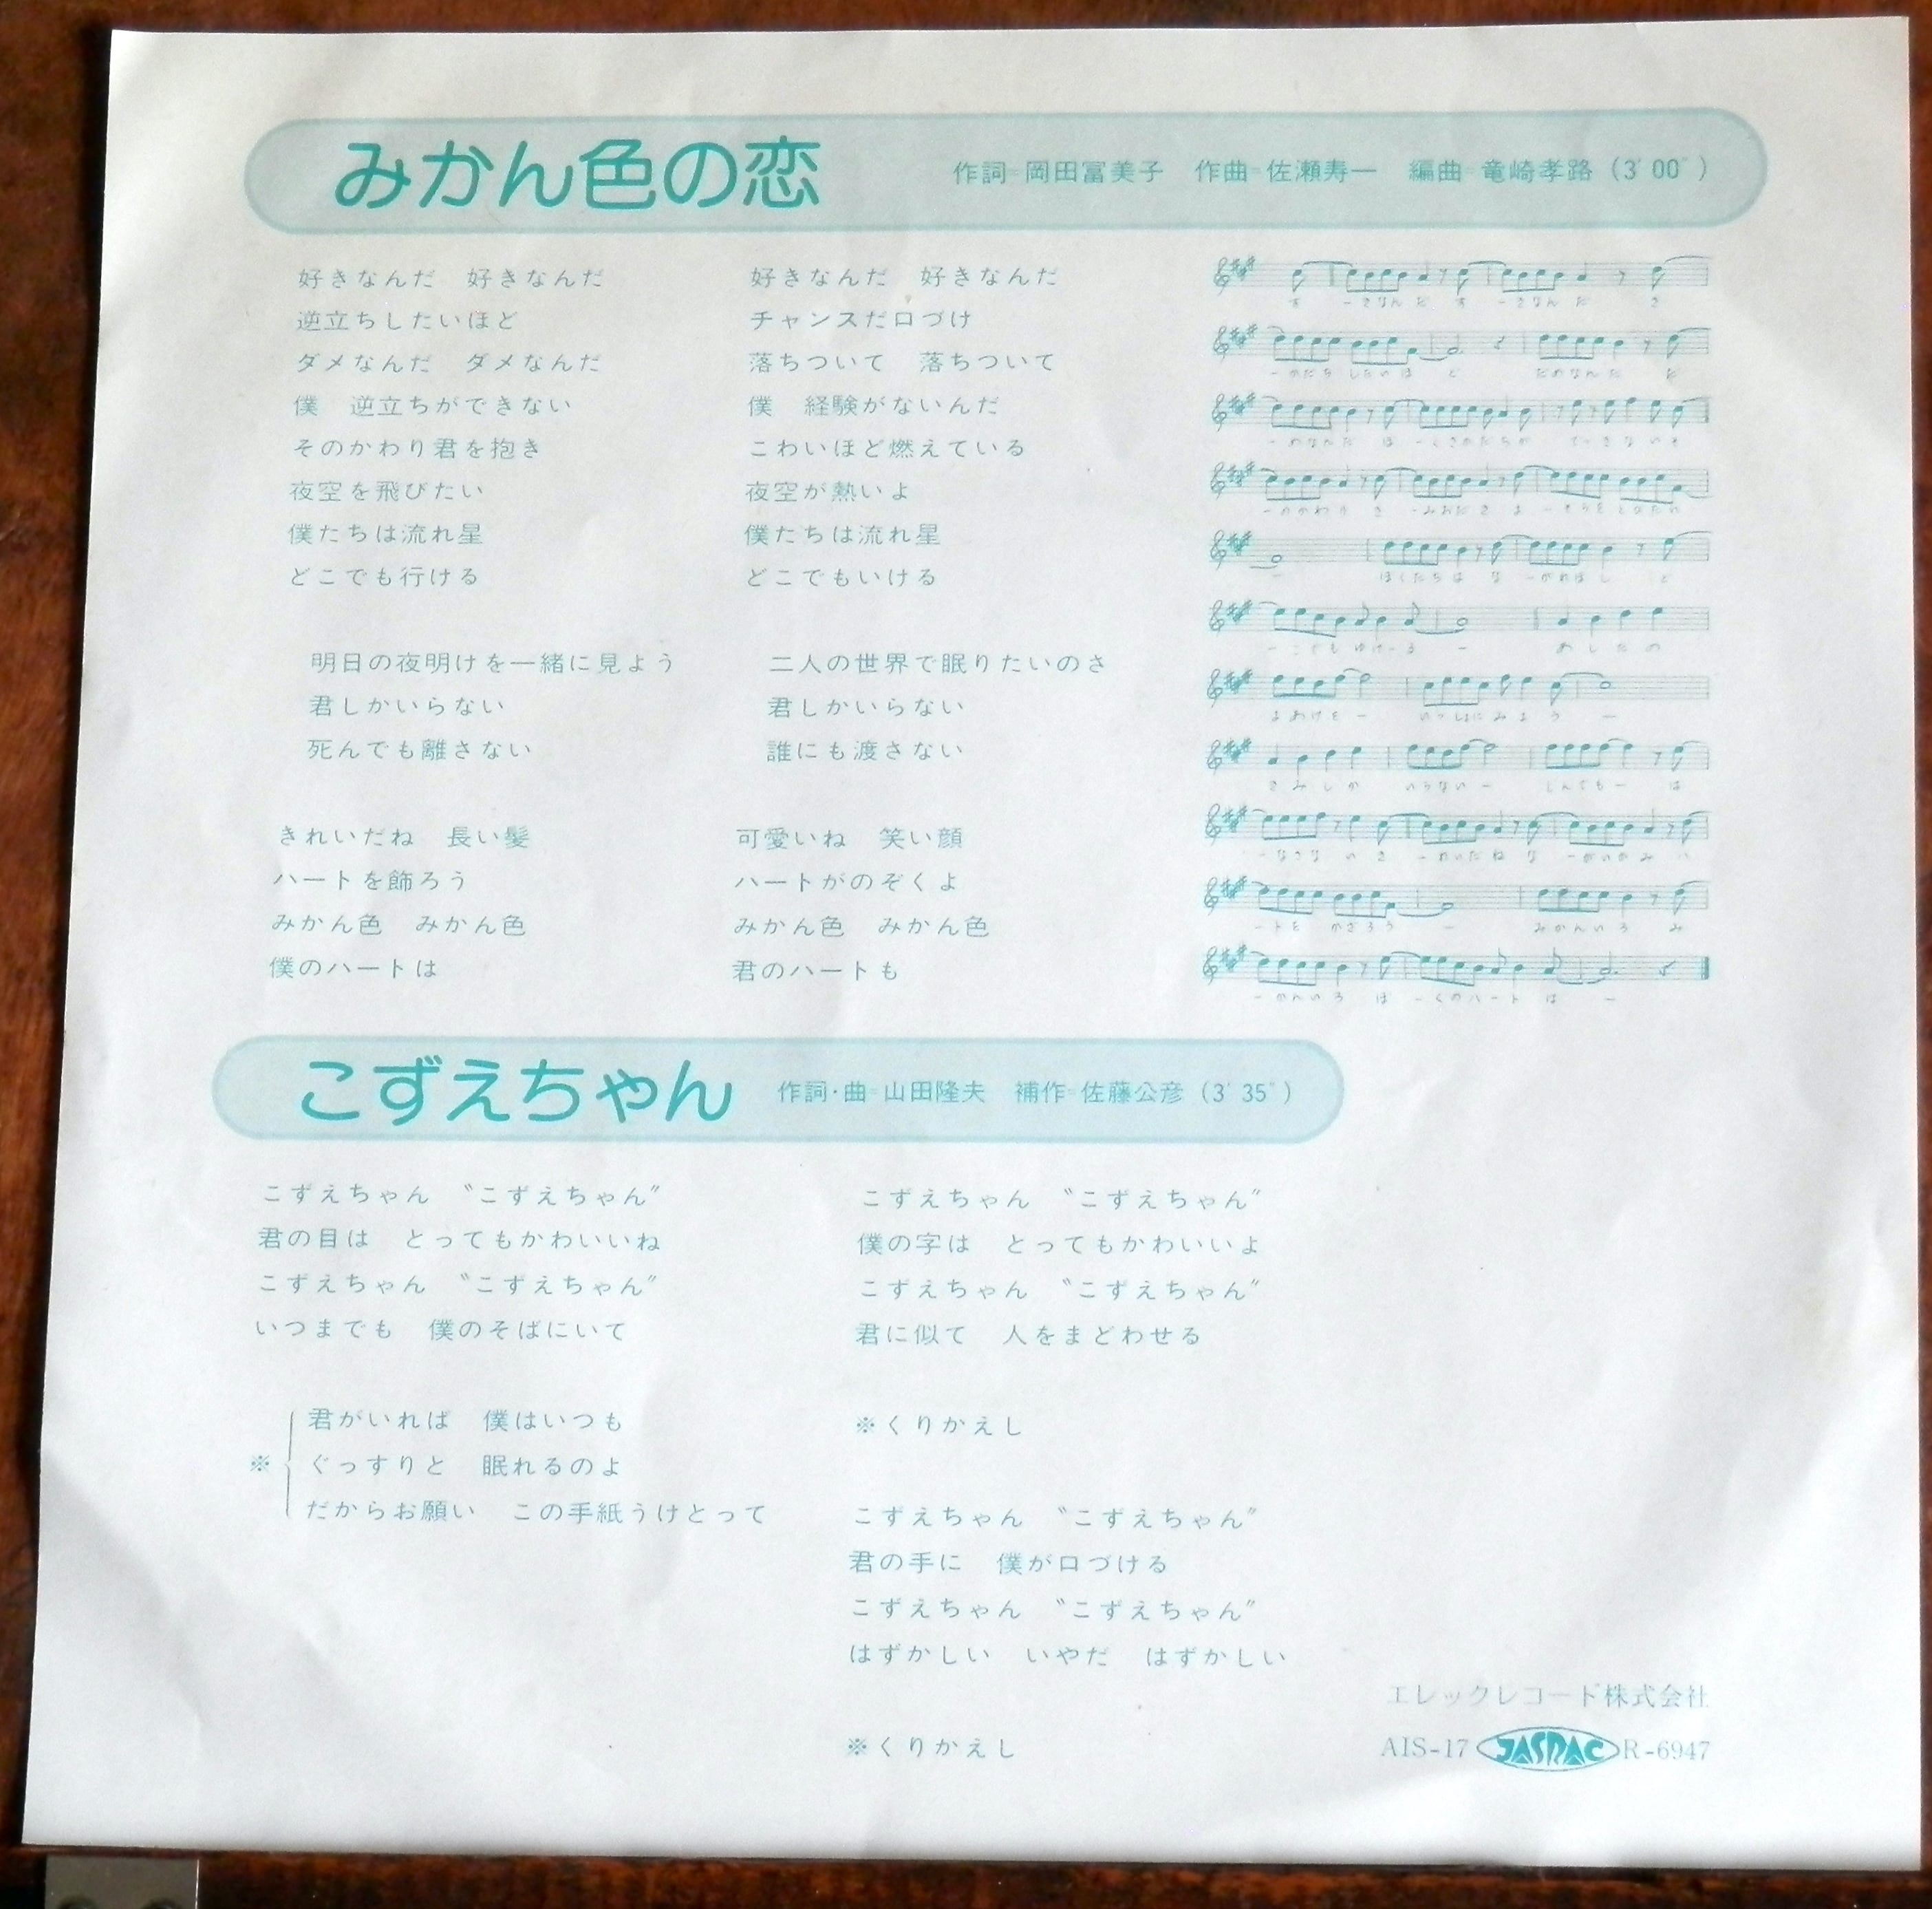 みかん色の恋
作詞=岡田冨美子　作曲=佐瀬寿一　編曲=竜崎孝路（3′00″）
好きなんだ　好きなんだ
逆立ちしたいほど
ダメなんだ　ダメなんだ
僕　逆立ちができない
そのかわり君を抱き
夜空を飛びたい
僕たちは流れ星
どこでも行ける
明日の夜明けを一緒に見よう
君しかいらない
死んでも離さない
きれいだね　長い髪
ハートを飾ろう
みかん色　みかん色
僕のハートは
好きなんだ　好きなんだ
チャンスだ口づけ
落ちついて　落ちついて
僕　経験がないんだ
こわいほど燃えている
夜空が熱いよ
僕たちは流れ星
どこでもいける
二人の世界で眠りたいのさ
君しかいらない
誰にも渡さない
可愛いね　笑い顔
ハートがのぞくよ
みかん色　みかん色
君のハートも
こずえちゃん
作詞・曲=山田隆夫　補作=佐藤公彦（3′35″）
こずえちゃん　〝こずえちゃん〟
君の目は　とってもかわいいね
こずえちゃん　〝こずえちゃん〟
いつまでも　僕のそばにいて
君がいれば　僕はいつも
※ ぐっすりと　眠れるのよ
だからお願い　この手紙うけとって
こずえちゃん　〝こずえちゃん〟
僕の字は　とってもかわいいよ
こずえちゃん　〝こずえちゃん〟
君に似て　人をまどわせる
※くりかえし
こずえちゃん　〝こずえちゃん〟
君の手に　僕が口づける
こずえちゃん　〝こずえちゃん〟
はずかしい　いやだ　はずかしい
※くりかえし
エレックレコード株式会社
AIS-17 JASRAC R-6947